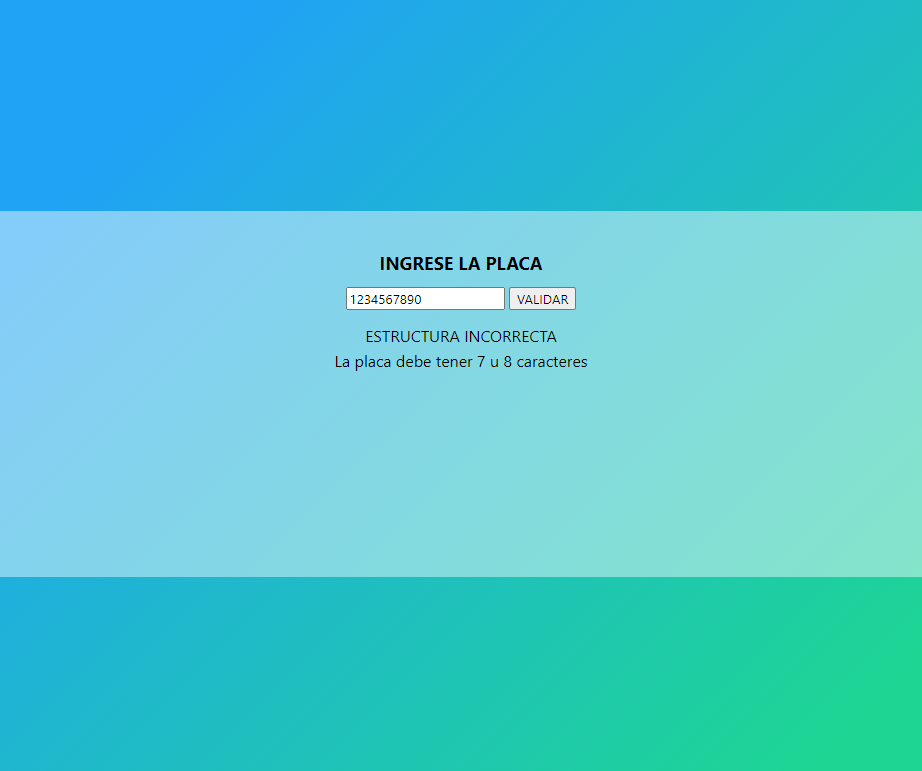 INGRESE LA PLACA
1234567890 VALIDAR
ESTRUCTURA INCORRECTA
La placa debe tener 7 u 8 caracteres